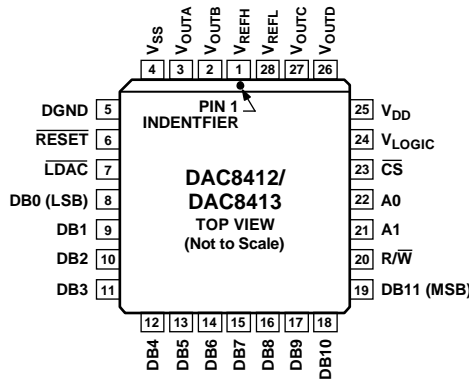 VSS
VOUTA
VOUTB
VREFH
VREFL
VOUTC
VOUTD
4 3 2 1 28 27 26
DGND 5
RESET 6
LDAC 7
DB0 (LSB) 8
DB1 9
DB2 10
DB3 11
PIN 1
INDENTFIER
DAC8412/
DAC8413
TOP VIEW
(Not to Scale)
25 VDD
24 VLOGIC
23 CS
22 A0
21 A1
20 R/W
19 DB11 (MSB)
12 13 14 15 16 17 18
DB4
DB5
DB6
DB7
DB8
DB9
DB10